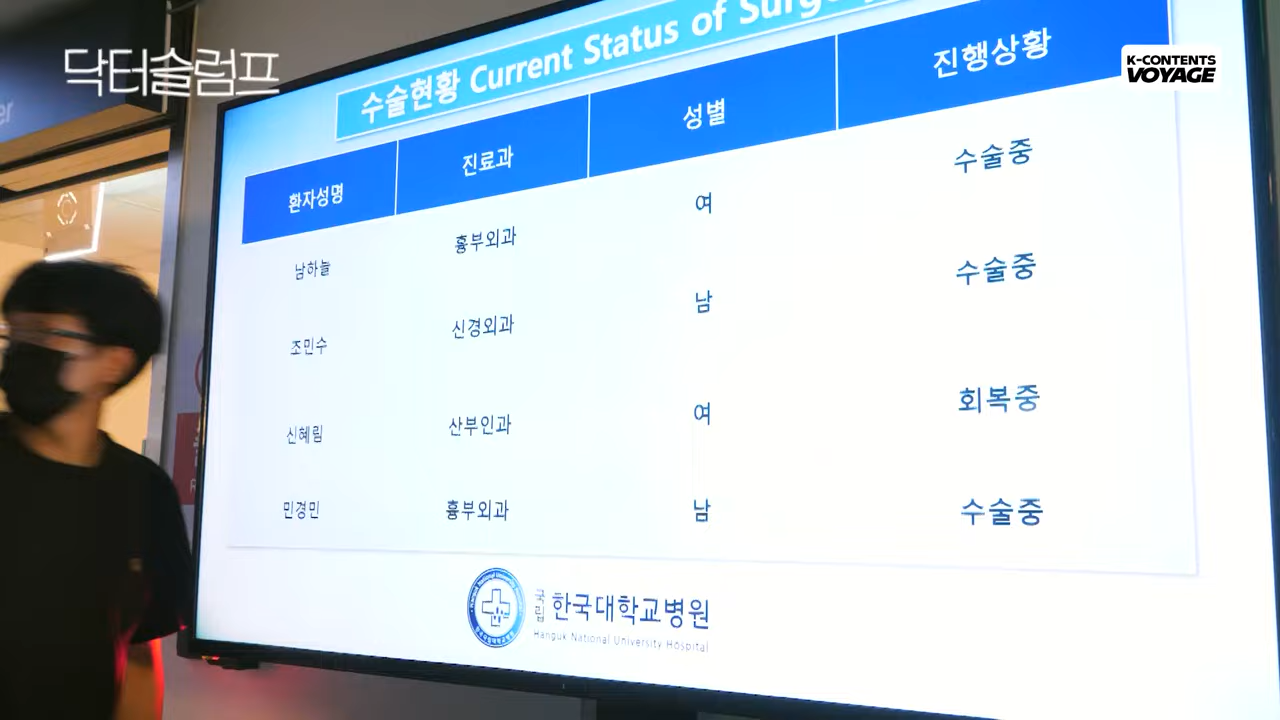 닥터슬럼프
K-CONTENTS
VOYAGE
er
수술현황 Current Status of Surge
환자성명 진료과 성별 진행상황
남하늘 흉부외과 여 수술중
조민수 신경외과 남 수술중
신혜림 산부인과 여 회복중
민경민 흉부외과 남 수술중
국립 한국대학교병원
Hanguk National University Hospital